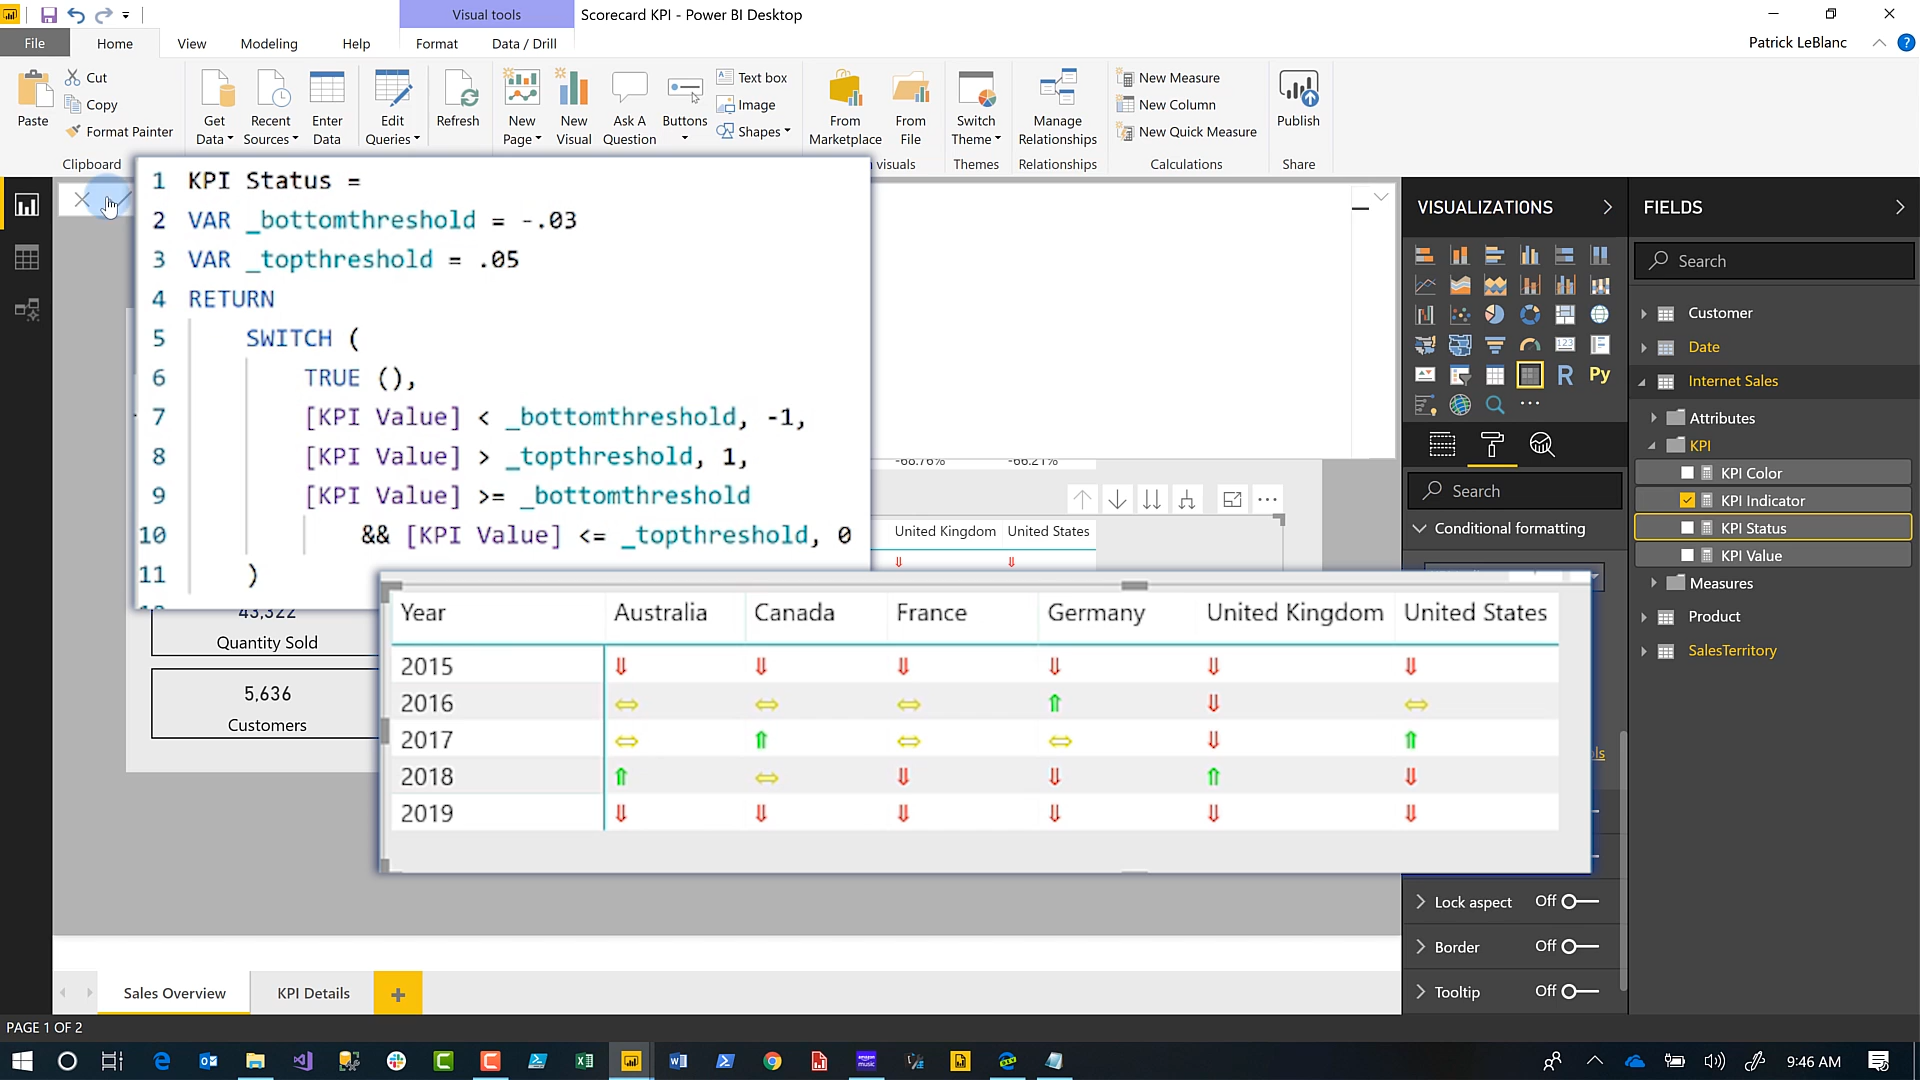 Visual tools
Scorecard KPI - Power BI Desktop
File
Home
View
Modeling
Help
Format
Data / Drill
Patrick LeBlanc
?
Paste
Cut
Copy
Format Painter
Clipboard
Get Data
Recent Sources
Enter Data
Edit Queries
Refresh
New Page
New Visual
Ask A Question
Buttons
Text box
Image
Shapes
From Marketplace
From File
visuals
Switch Theme
Themes
Manage Relationships
Relationships
New Measure
New Column
New Quick Measure
Calculations
Publish
Share
1 KPI Status =
2 VAR _bottomthreshold = -.03
3 VAR _topthreshold = .05
4 RETURN
5 SWITCH (
6 TRUE (),
7 [KPI Value] < _bottomthreshold, -1,
8 [KPI Value] > _topthreshold, 1,
9 [KPI Value] >= _bottomthreshold
10 && [KPI Value] <= _topthreshold, 0
11 )
-68.76% -66.21%
United Kingdom United States
43,322
Quantity Sold
5,636
Customers
Year Australia Canada France Germany United Kingdom United States
2015 ⇓ ⇓ ⇓ ⇓ ⇓ ⇓
2016 ⇔ ⇔ ⇔ ⇑ ⇓ ⇔
2017 ⇔ ⇑ ⇔ ⇔ ⇓ ⇑
2018 ⇑ ⇔ ⇓ ⇓ ⇑ ⇓
2019 ⇓ ⇓ ⇓ ⇓ ⇓ ⇓
VISUALIZATIONS
123
R
Py
Search
Conditional formatting
Lock aspect Off
Border Off
Tooltip Off
FIELDS
Search
Customer
Date
Internet Sales
Attributes
KPI
KPI Color
KPI Indicator
KPI Status
KPI Value
Measures
Product
SalesTerritory
Sales Overview
KPI Details
+
PAGE 1 OF 2
9:46 AM